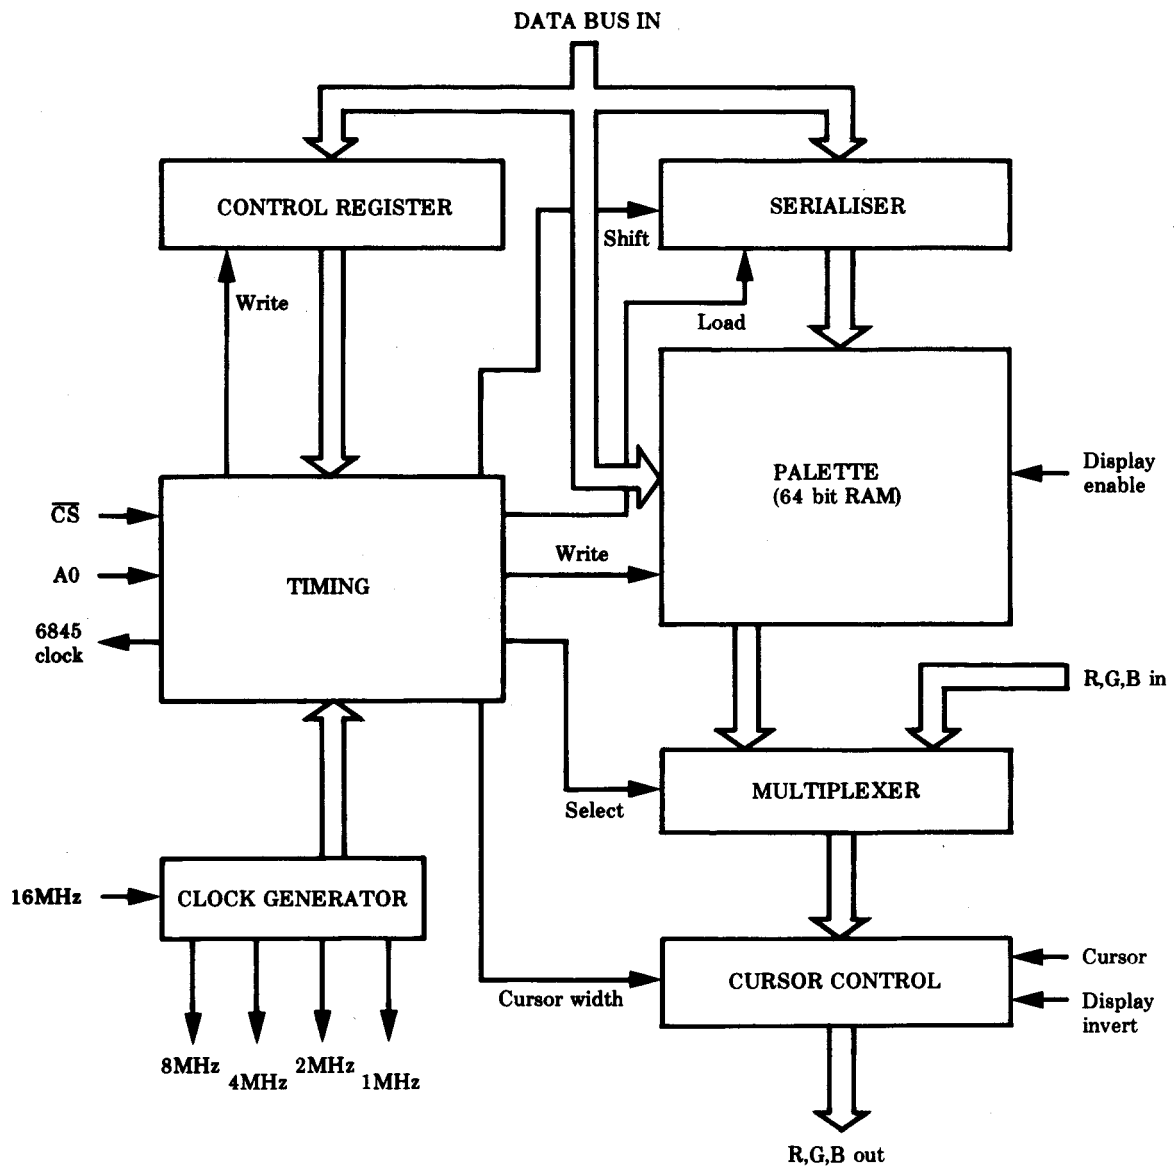 DATA BUS IN
CONTROL REGISTER
SERIALISER
Shift
Write
Load
PALETTE
(64 bit RAM)
Display
enable
C̅S̅
Write
A0
TIMING
6845
clock
R,G,B in
MULTIPLEXER
Select
16MHz
CLOCK GENERATOR
Cursor
CURSOR CONTROL
Cursor width
Display
invert
8MHz
4MHz
2MHz
1MHz
R,G,B out